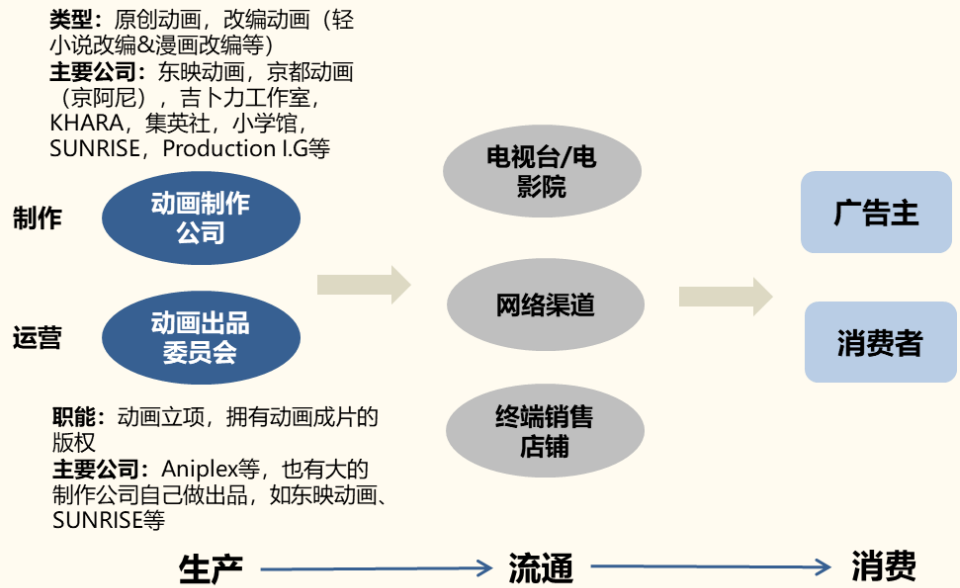 类型：原创动画，改编动画（轻
小说改编&漫画改编等）
主要公司：东映动画，京都动画
（京阿尼），吉卜力工作室，
KHARA，集英社，小学馆，
SUNRISE，Production I.G等
制作
动画制作
公司
运营
动画出品
委员会
职能：动画立项，拥有动画成片的
版权
主要公司：Aniplex等，也有大的
制作公司自己做出品，如东映动画、
SUNRISE等
电视台/电
影院
网络渠道
终端销售
店铺
广告主
消费者
生产
流通
消费